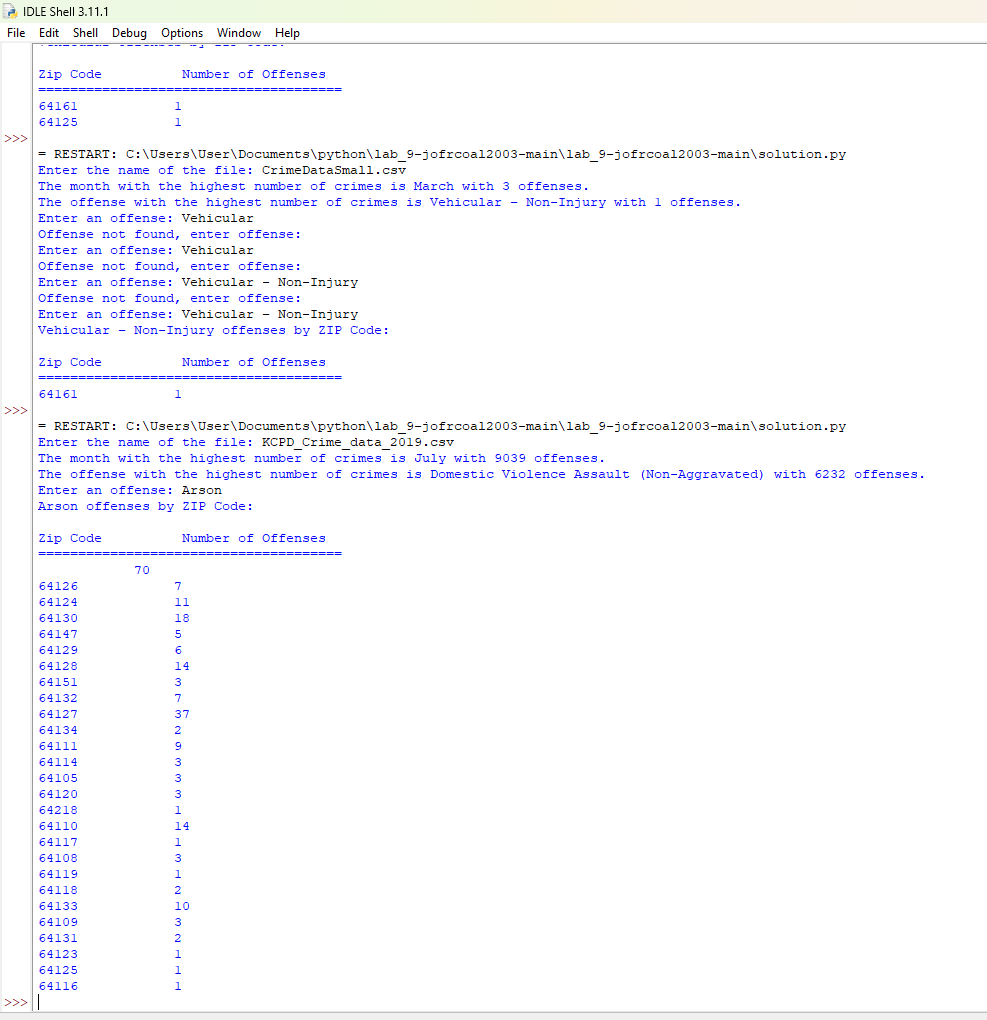 IDLE Shell 3.11.1
File Edit Shell Debug Options Window Help
Zip Code          Number of Offenses
======================================
64161            1
64125            1
>>>
= RESTART: C:\Users\User\Documents\python\lab_9-jofrcoal2003-main\lab_9-jofrcoal2003-main\solution.py
Enter the name of the file: CrimeDataSmall.csv
The month with the highest number of crimes is March with 3 offenses.
The offense with the highest number of crimes is Vehicular – Non-Injury with 1 offenses.
Enter an offense: Vehicular
Offense not found, enter offense:
Enter an offense: Vehicular
Offense not found, enter offense:
Enter an offense: Vehicular – Non-Injury
Offense not found, enter offense:
Enter an offense: Vehicular – Non-Injury
Vehicular – Non-Injury offenses by ZIP Code:
Zip Code          Number of Offenses
======================================
64161            1
>>>
= RESTART: C:\Users\User\Documents\python\lab_9-jofrcoal2003-main\lab_9-jofrcoal2003-main\solution.py
Enter the name of the file: KCPD_Crime_data_2019.csv
The month with the highest number of crimes is July with 9039 offenses.
The offense with the highest number of crimes is Domestic Violence Assault (Non-Aggravated) with 6232 offenses.
Enter an offense: Arson
Arson offenses by ZIP Code:
Zip Code          Number of Offenses
======================================
            70
64126            7
64124            11
64130            18
64147            5
64129            6
64128            14
64151            3
64132            7
64127            37
64134            2
64111            9
64114            3
64105            3
64120            3
64218            1
64110            14
64117            1
64108            3
64119            1
64118            2
64133            10
64109            3
64131            2
64123            1
64125            1
64116            1
>>>